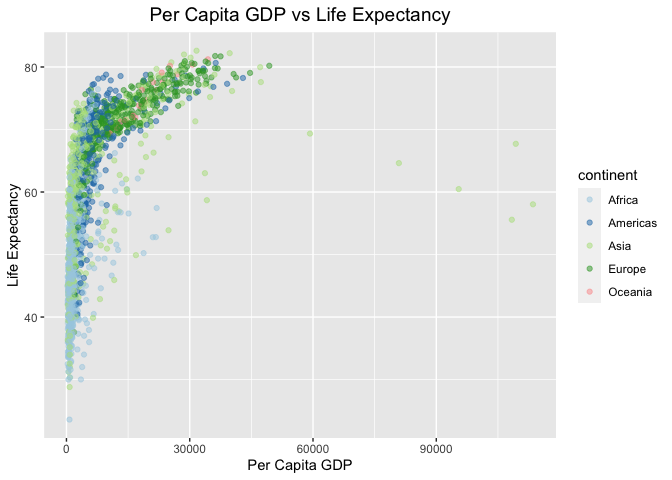 Per Capita GDP vs Life Expectancy
80
60
40
Life Expectancy
0 30000 60000 90000
Per Capita GDP
continent
Africa
Americas
Asia
Europe
Oceania